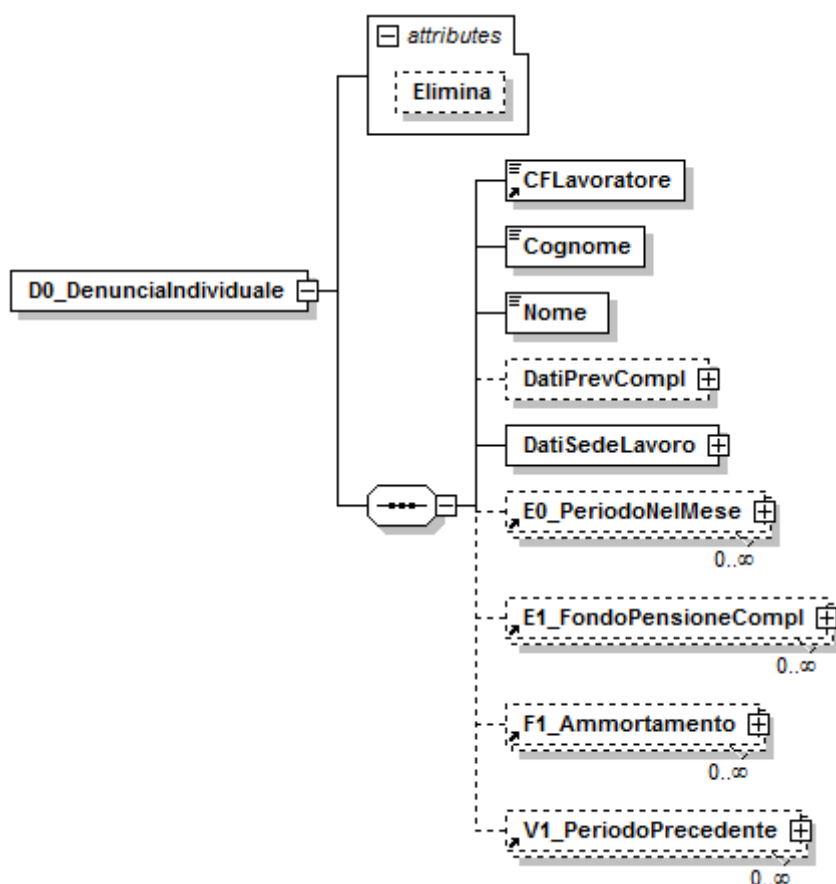 attributes
Elimina
CFLavoratore
Cognome
D0_DenunciaIndividuale
Nome
DatiPrevCompl
DatiSedeLavoro
E0_PeriodoNelMese
0..∞
E1_FondoPensioneCompl
0..∞
F1_Ammortamento
0..∞
V1_PeriodoPrecedente
0..∞